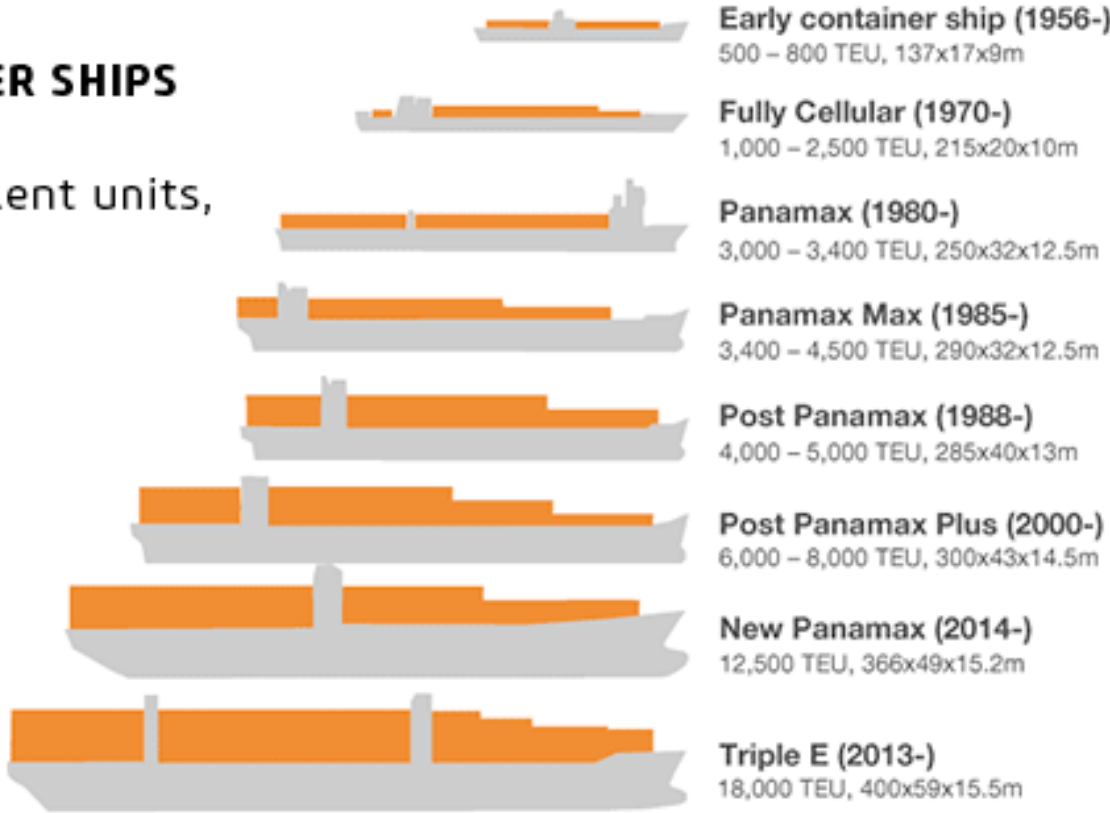 ER SHIPS
lent units,
Early container ship (1956-)
500 – 800 TEU, 137x17x9m
Fully Cellular (1970-)
1,000 – 2,500 TEU, 215x20x10m
Panamax (1980-)
3,000 – 3,400 TEU, 250x32x12.5m
Panamax Max (1985-)
3,400 – 4,500 TEU, 290x32x12.5m
Post Panamax (1988-)
4,000 – 5,000 TEU, 285x40x13m
Post Panamax Plus (2000-)
6,000 – 8,000 TEU, 300x43x14.5m
New Panamax (2014-)
12,500 TEU, 366x49x15.2m
Triple E (2013-)
18,000 TEU, 400x59x15.5m